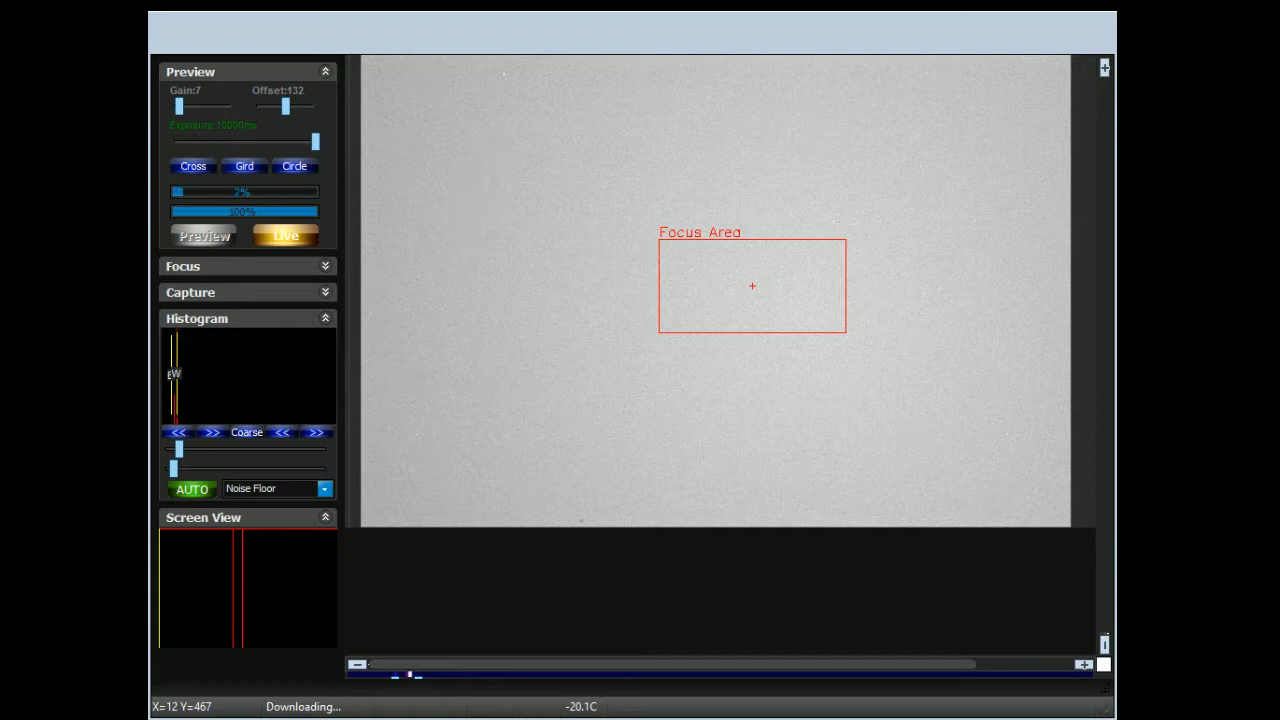 Preview
Gain:7 Offset:132
Exposure:10000ms
Cross Gird Circle
2%
100%
Preview Live
Focus
Capture
Histogram
W
<< >> Coarse << >>
AUTO Noise Floor
Screen View
Focus Area
X=12 Y=467 Downloading... -20.1C